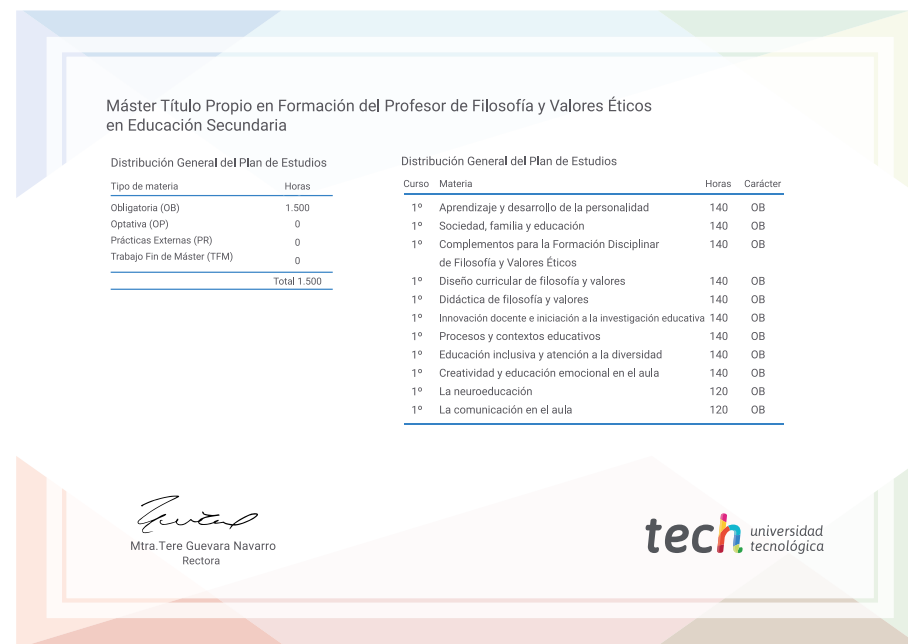 Máster Título Propio en Formación del Profesor de Filosofía y Valores Éticos
en Educación Secundaria
Distribución General del Plan de Estudios
Tipo de materia Horas
Obligatoria (OB) 1.500
Optativa (OP) 0
Prácticas Externas (PR) 0
Trabajo Fin de Máster (TFM) 0
Total 1.500
Distribución General del Plan de Estudios
Curso Materia Horas Carácter
1º Aprendizaje y desarrollo de la personalidad 140 OB
1º Sociedad, familia y educación 140 OB
1º Complementos para la Formación Disciplinar 140 OB
de Filosofía y Valores Éticos
1º Diseño curricular de filosofía y valores 140 OB
1º Didáctica de filosofía y valores 140 OB
1º Innovación docente e iniciación a la investigación educativa 140 OB
1º Procesos y contextos educativos 140 OB
1º Educación inclusiva y atención a la diversidad 140 OB
1º Creatividad y educación emocional en el aula 140 OB
1º La neuroeducación 120 OB
1º La comunicación en el aula 120 OB
Mtra.Tere Guevara Navarro
Rectora
tech universidad
tecnológica